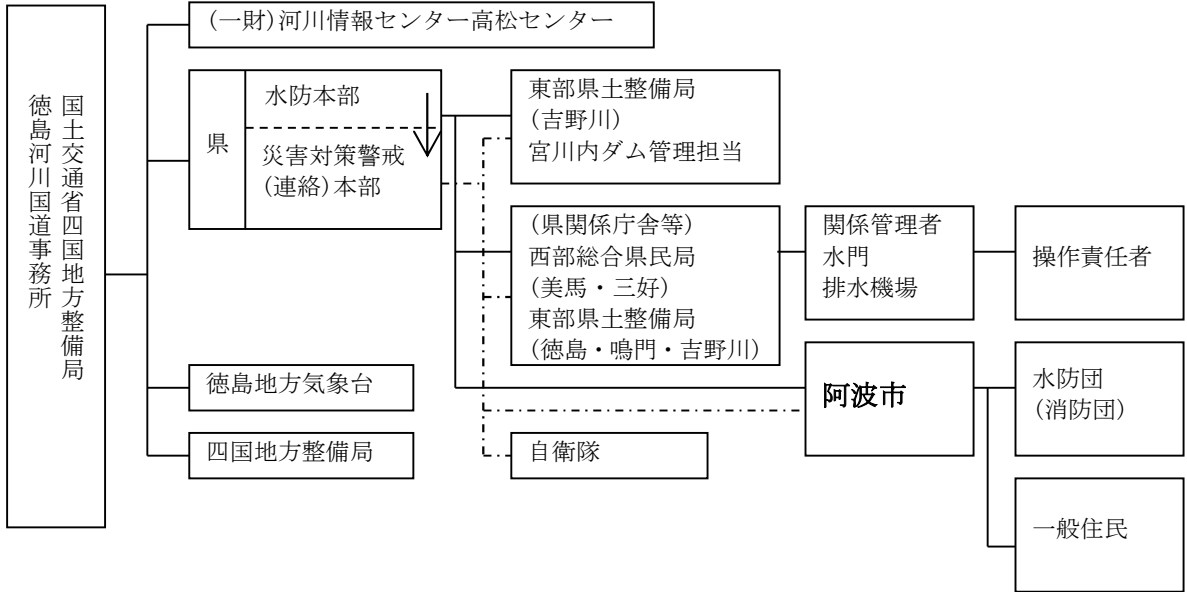 国土交通省四国地方整備局
徳島河川国道事務所
(一財)河川情報センター高松センター
県
水防本部
災害対策警戒
(連絡)本部
徳島地方気象台
四国地方整備局
東部県土整備局
(吉野川)
宮川内ダム管理担当
(県関係庁舎等)
西部総合県民局
(美馬・三好)
東部県土整備局
(徳島・鳴門・吉野川)
自衛隊
関係管理者
水門
排水機場
操作責任者
阿波市
水防団
(消防団)
一般住民